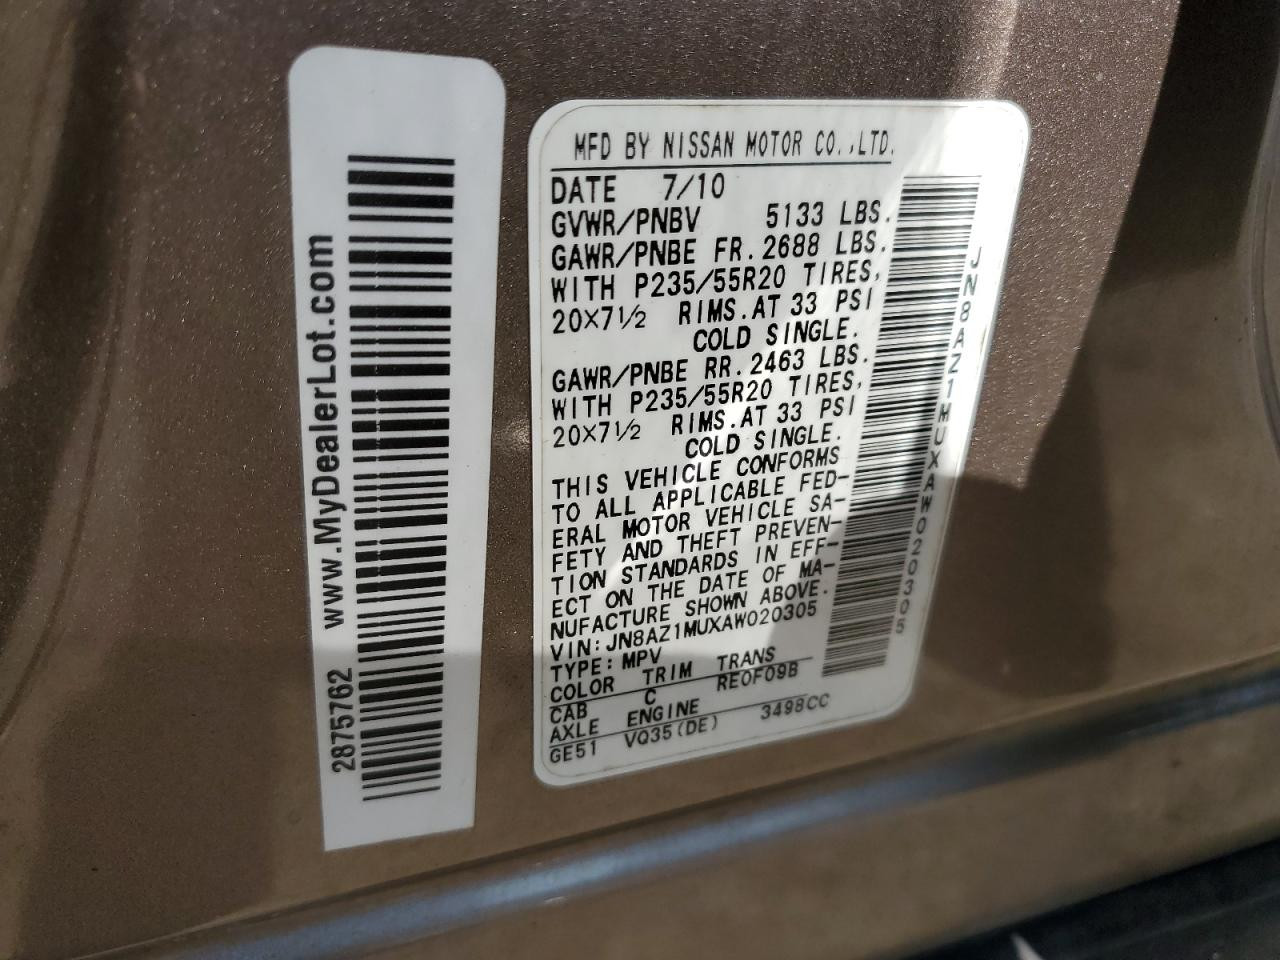 www.MyDealerLot.com
2875762
MFD BY NISSAN MOTOR CO.,LTD.
DATE 7/10
GVWR/PNBV 5133 LBS.
GAWR/PNBE FR. 2688 LBS.
WITH P235/55R20 TIRES,
20×7½ RIMS. AT 33 PSI
COLD SINGLE.
GAWR/PNBE RR. 2463 LBS.
WITH P235/55R20 TIRES,
20×7½ RIMS. AT 33 PSI
COLD SINGLE.
THIS VEHICLE CONFORMS
TO ALL APPLICABLE FED-
ERAL MOTOR VEHICLE SA-
FETY AND THEFT PREVEN-
TION STANDARDS IN EFF-
ECT ON THE DATE OF MA-
NUFACTURE SHOWN ABOVE.
VIN: JN8AZ1MUXAW020305
TYPE: MPV
COLOR TRIM TRANS
CAB C RE0F09B
AXLE ENGINE
GE51 VQ35(DE) 3498CC
JN8AZ1MUXAW020305